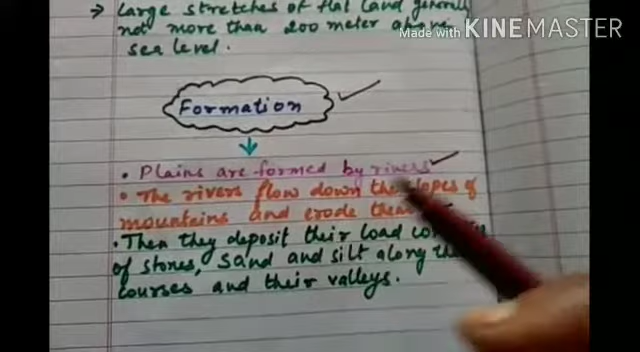 → Large stretches of flat land generally
not more than 200 meter above
sea level.
Made with KINEMASTER
Formation
• Plains are formed by rivers
• The rivers flow down the slopes of
mountains and erode them
• Then they deposit their load
of stones, sand and silt along
courses and their valleys.